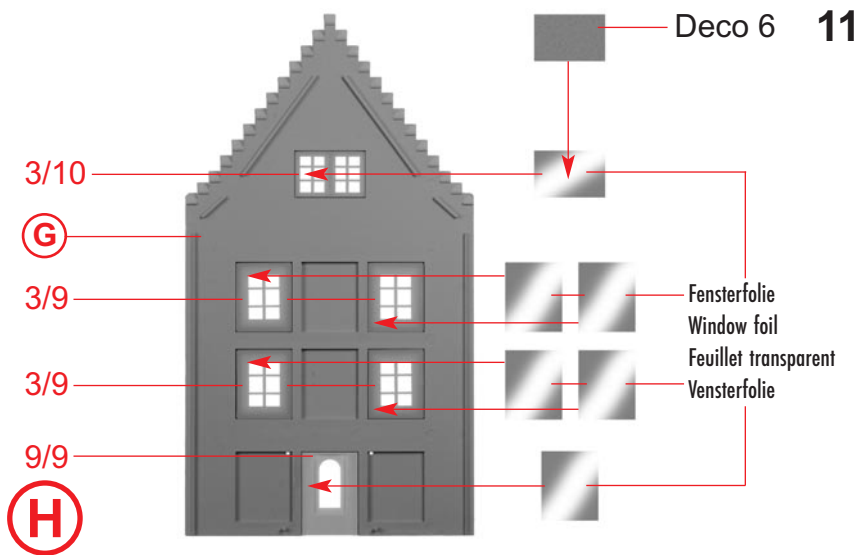 Deco 6 11
3/10
G
3/9
Fensterfolie
Window foil
Feuillet transparent
Vensterfolie
3/9
9/9
H